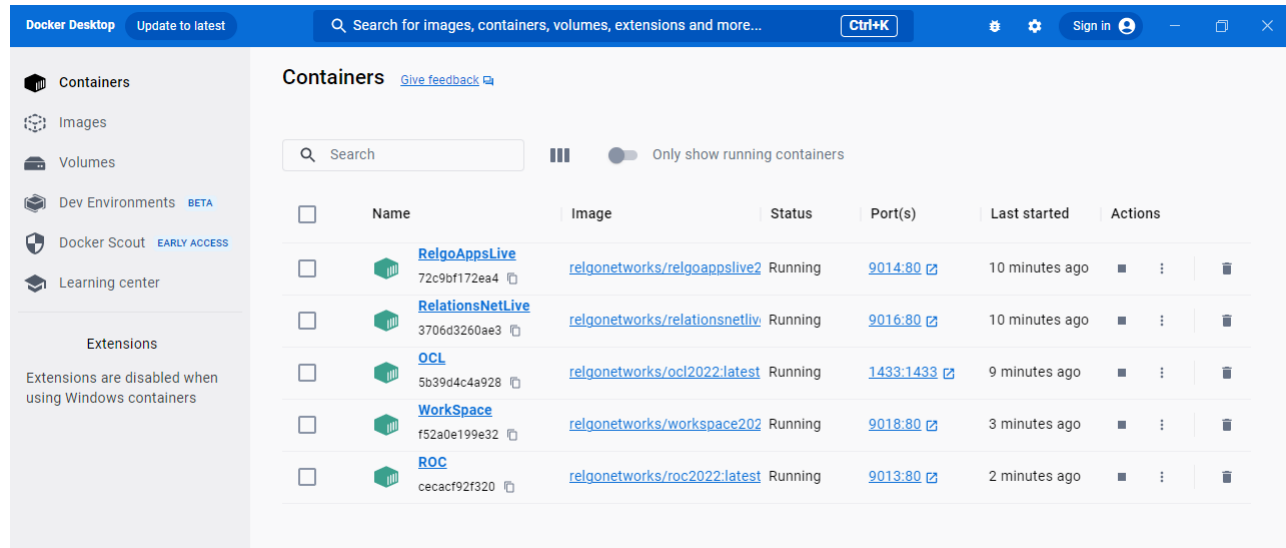 Docker Desktop Update to latest Search for images, containers, volumes, extensions and more... Ctrl+K Sign in
Containers
Images
Volumes
Dev Environments BETA
Docker Scout EARLY ACCESS
Learning center
Extensions
Extensions are disabled when
using Windows containers
Containers Give feedback
Search Only show running containers
Name Image Status Port(s) Last started Actions
RelgoAppsLive
72c9bf172ea4 relgonetworks/relgoappslive2 Running 9014:80 10 minutes ago
RelationsNetLive
3706d3260ae3 relgonetworks/relationsnetliv Running 9016:80 10 minutes ago
OCL
5b39d4c4a928 relgonetworks/ocl2022:latest Running 1433:1433 9 minutes ago
WorkSpace
f52a0e199e32 relgonetworks/workspace202 Running 9018:80 3 minutes ago
ROC
cecacf92f320 relgonetworks/roc2022:latest Running 9013:80 2 minutes ago